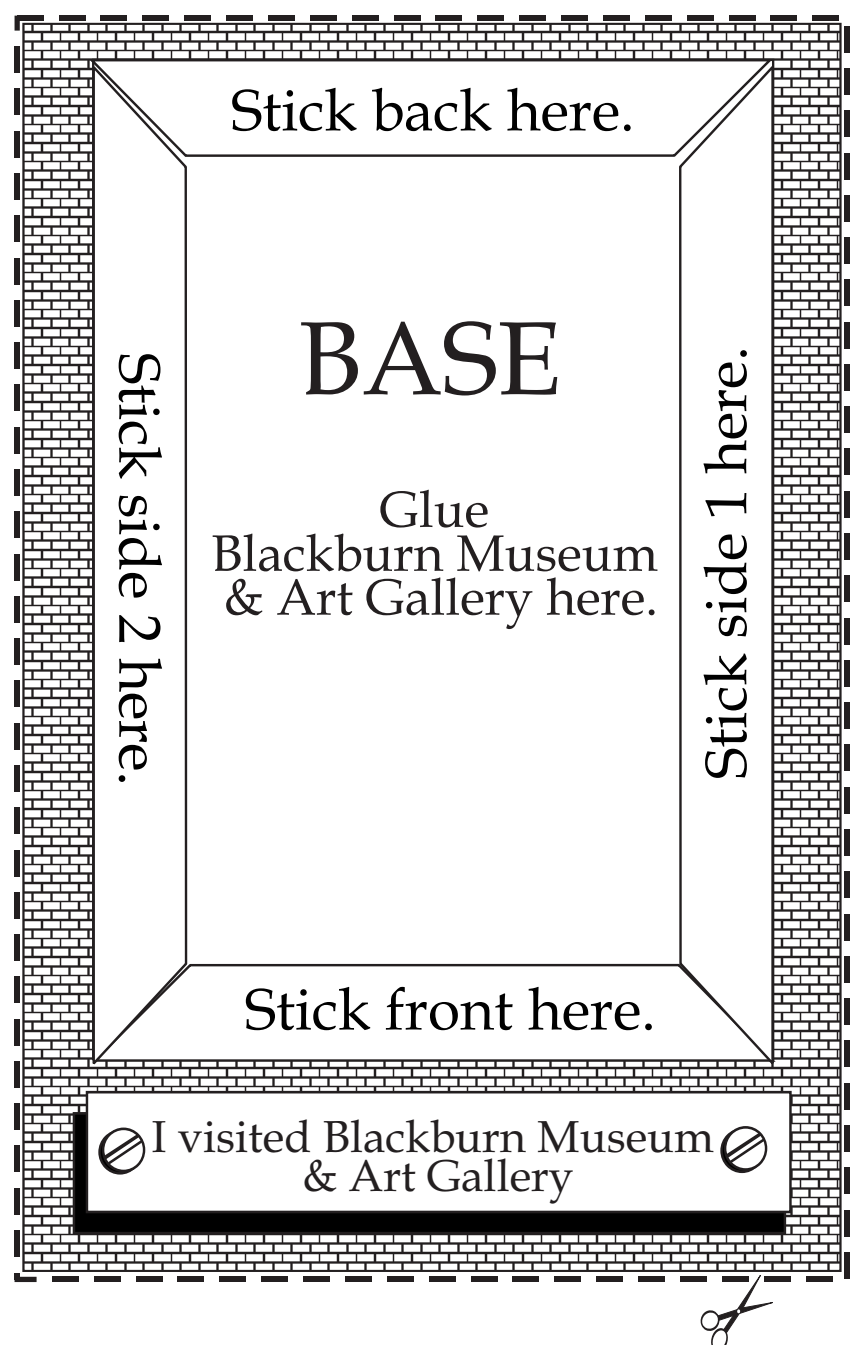 Stick back here.
BASE
Glue
Blackburn Museum
& Art Gallery here.
Stick side 2 here.
Stick side 1 here.
Stick front here.
I visited Blackburn Museum
& Art Gallery